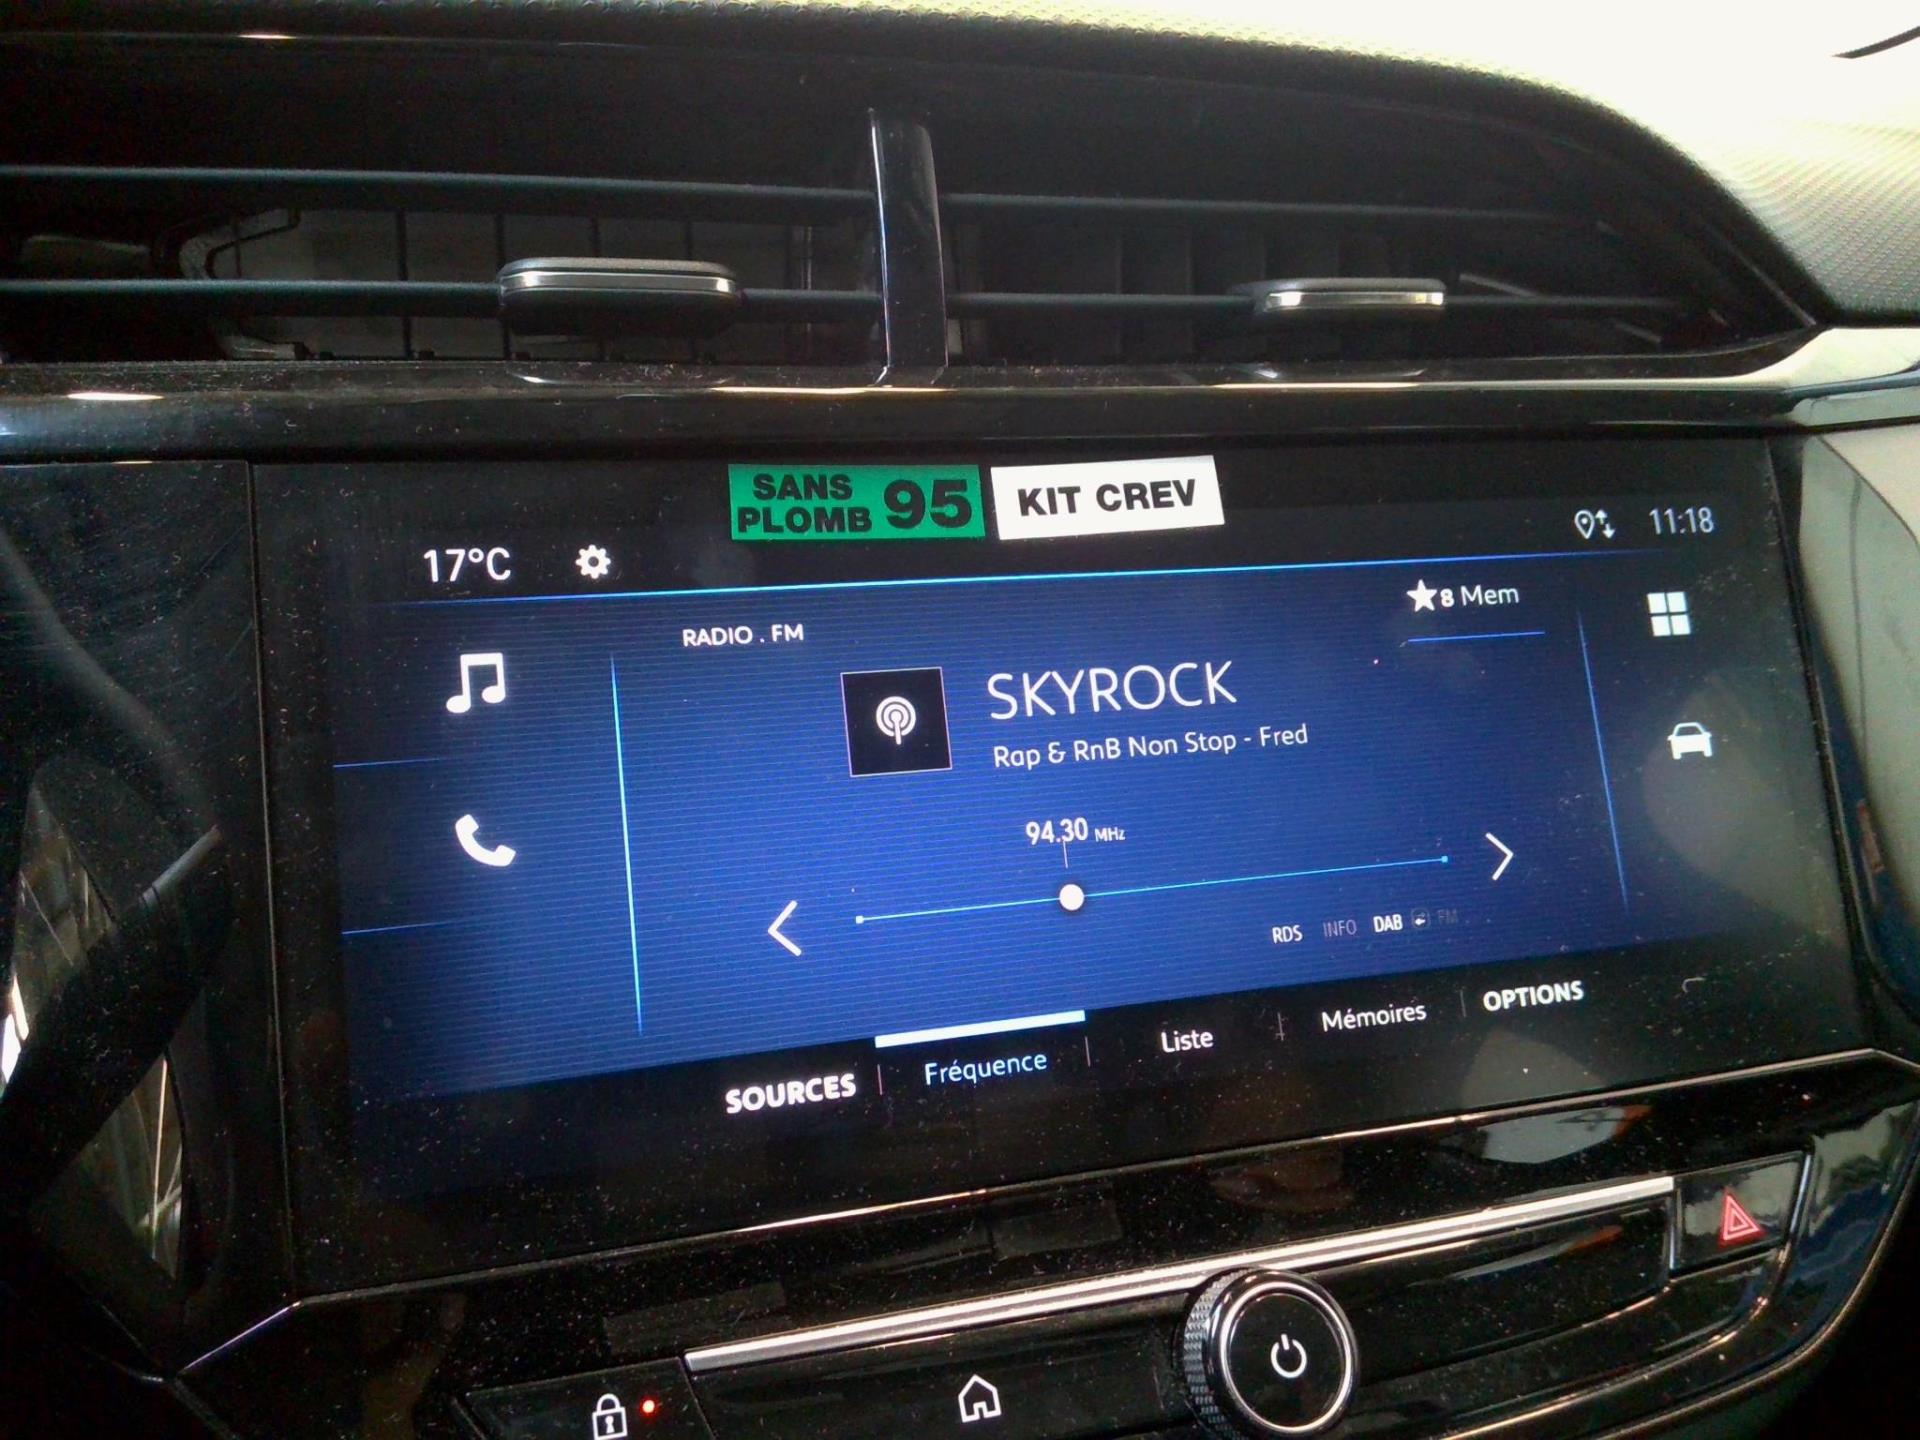 SANS
PLOMB 95
KIT CREV
17°C
11:18
RADIO . FM
8 Mem
SKYROCK
Rap & RnB Non Stop - Fred
94.30 MHz
RDS INFO DAB FM
SOURCES Fréquence Liste Mémoires OPTIONS